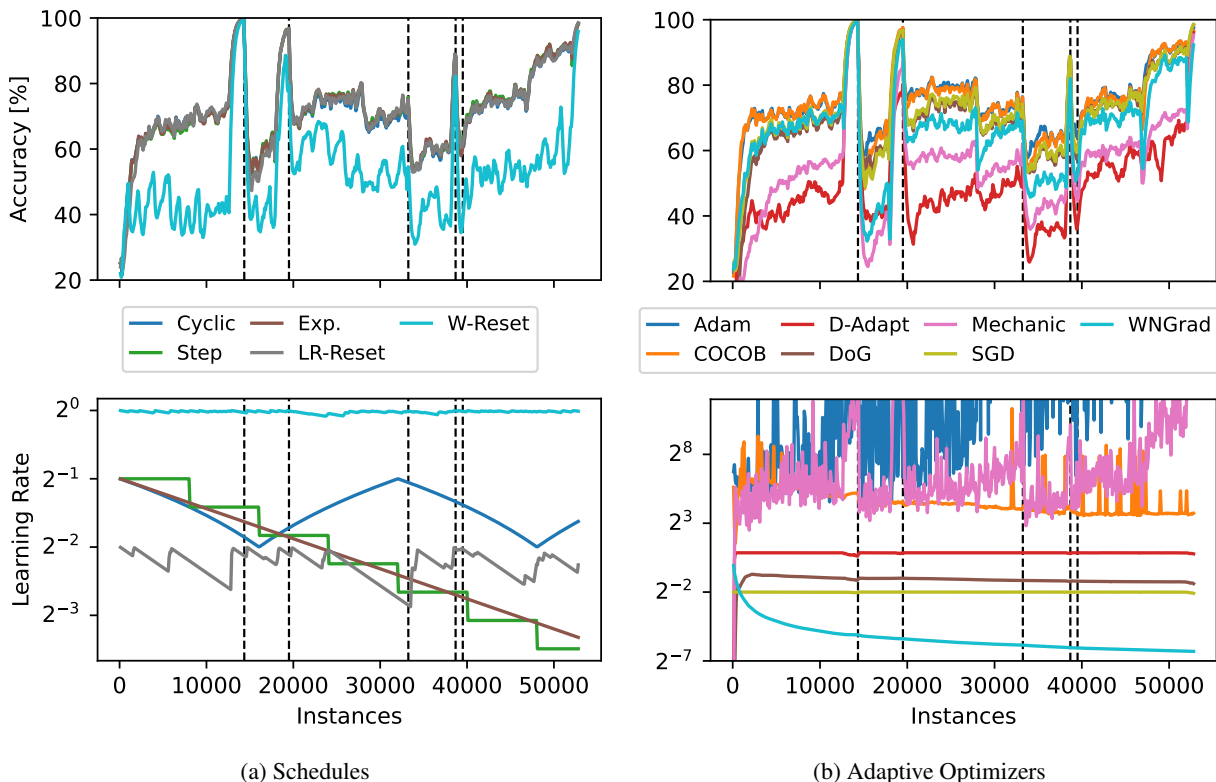 100
80
60
40
20
Accuracy [%]
Cyclic Exp. W-Reset
Step LR-Reset
2^0
2^-1
2^-2
2^-3
Learning Rate
0 10000 20000 30000 40000 50000
Instances
(a) Schedules
100
80
60
40
20
Adam D-Adapt Mechanic WNGrad
COCOB DoG SGD
2^8
2^3
2^-2
2^-7
0 10000 20000 30000 40000 50000
Instances
(b) Adaptive Optimizers